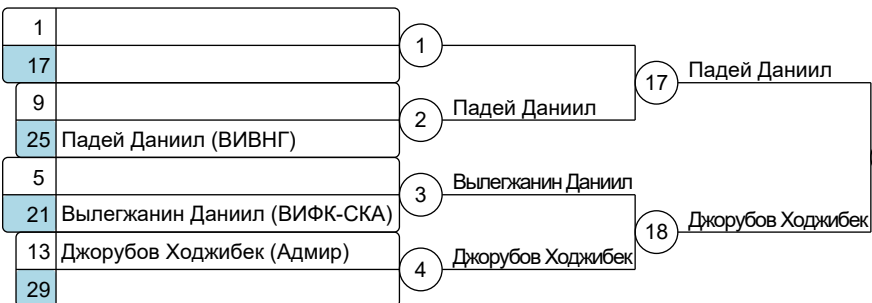 1
17
1
9
25 Падей Даниил (ВИВНГ)
2
Падей Даниил
17
Падей Даниил
5
21 Вылегжанин Даниил (ВИФК-СКА)
3
Вылегжанин Даниил
13 Джорубов Ходжибек (Адмир)
29
4
Джорубов Ходжибек
18
Джорубов Ходжибек